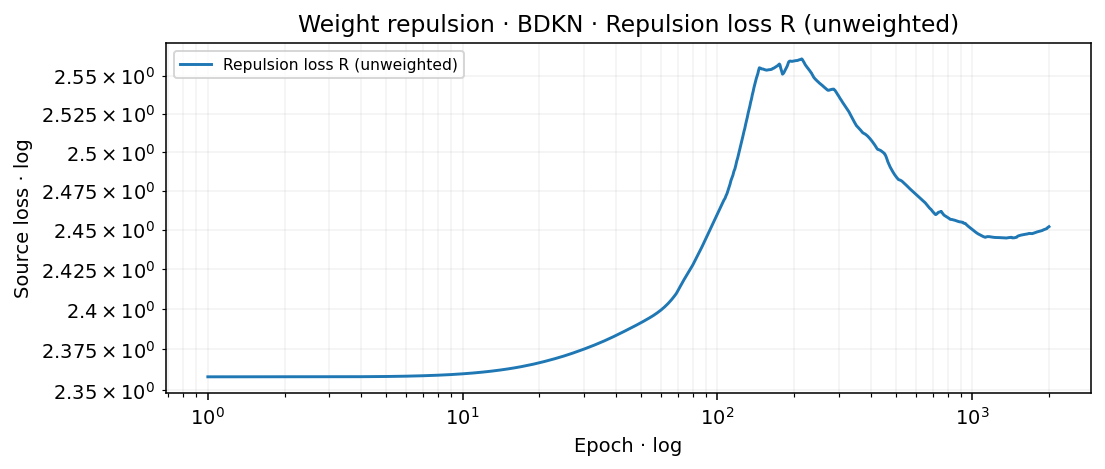 Weight repulsion · BDKN · Repulsion loss R (unweighted)
Repulsion loss R (unweighted)
Source loss · log
2.55 × 10⁰
2.525 × 10⁰
2.5 × 10⁰
2.475 × 10⁰
2.45 × 10⁰
2.425 × 10⁰
2.4 × 10⁰
2.375 × 10⁰
2.35 × 10⁰
10⁰ 10¹ 10² 10³
Epoch · log